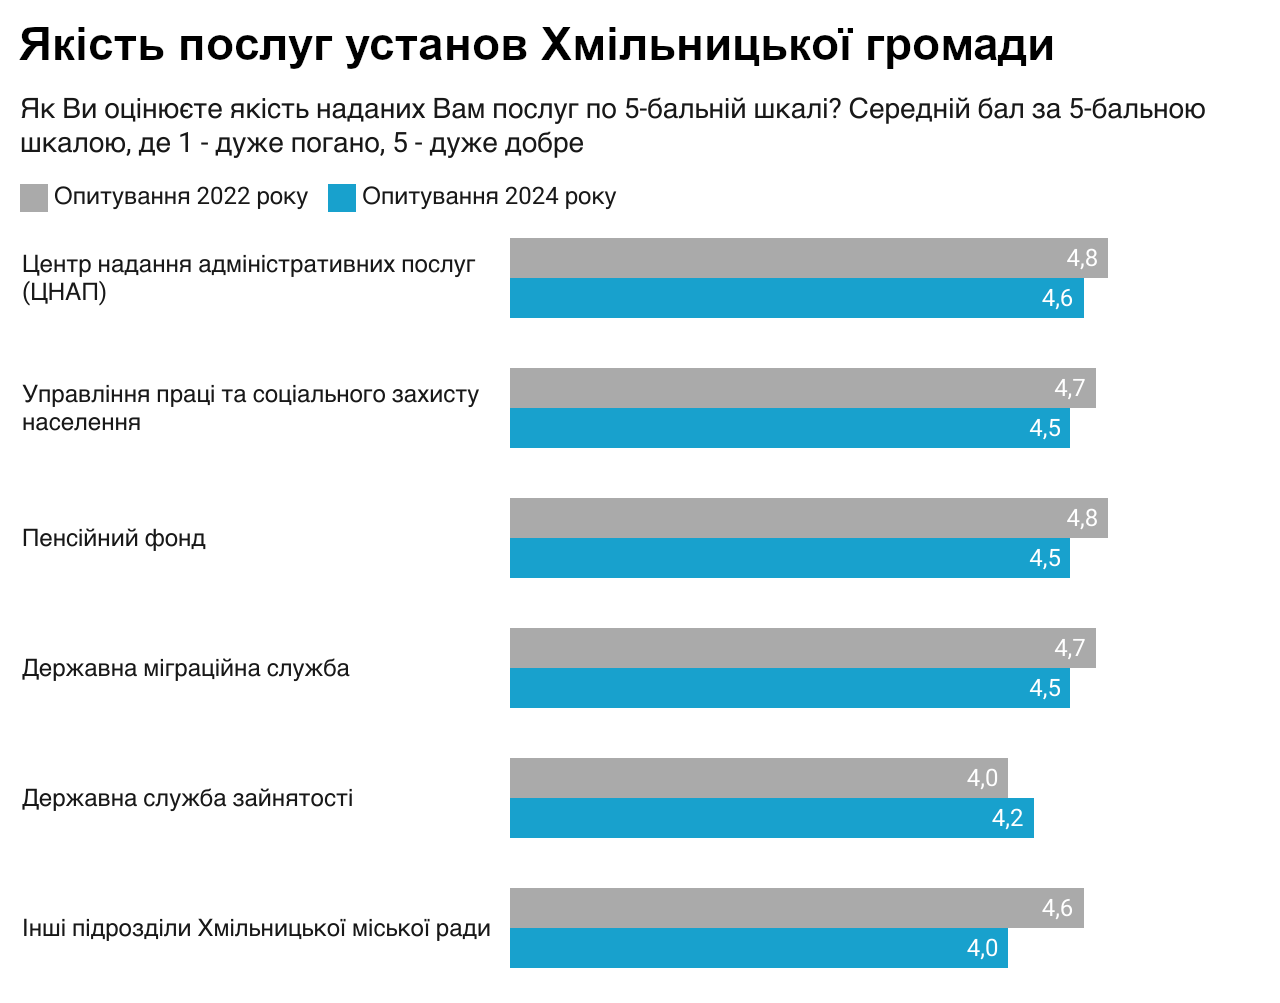 Якість послуг установ Хмільницької громади
Як Ви оцінюєте якість наданих Вам послуг по 5-бальній шкалі? Середній бал за 5-бальною
шкалою, де 1 - дуже погано, 5 - дуже добре
Опитування 2022 року Опитування 2024 року
Центр надання адміністративних послуг
(ЦНАП)
4,8
4,6
Управління праці та соціального захисту
населення
4,7
4,5
Пенсійний фонд
4,8
4,5
Державна міграційна служба
4,7
4,5
Державна служба зайнятості
4,0
4,2
Інші підрозділи Хмільницької міської ради
4,6
4,0